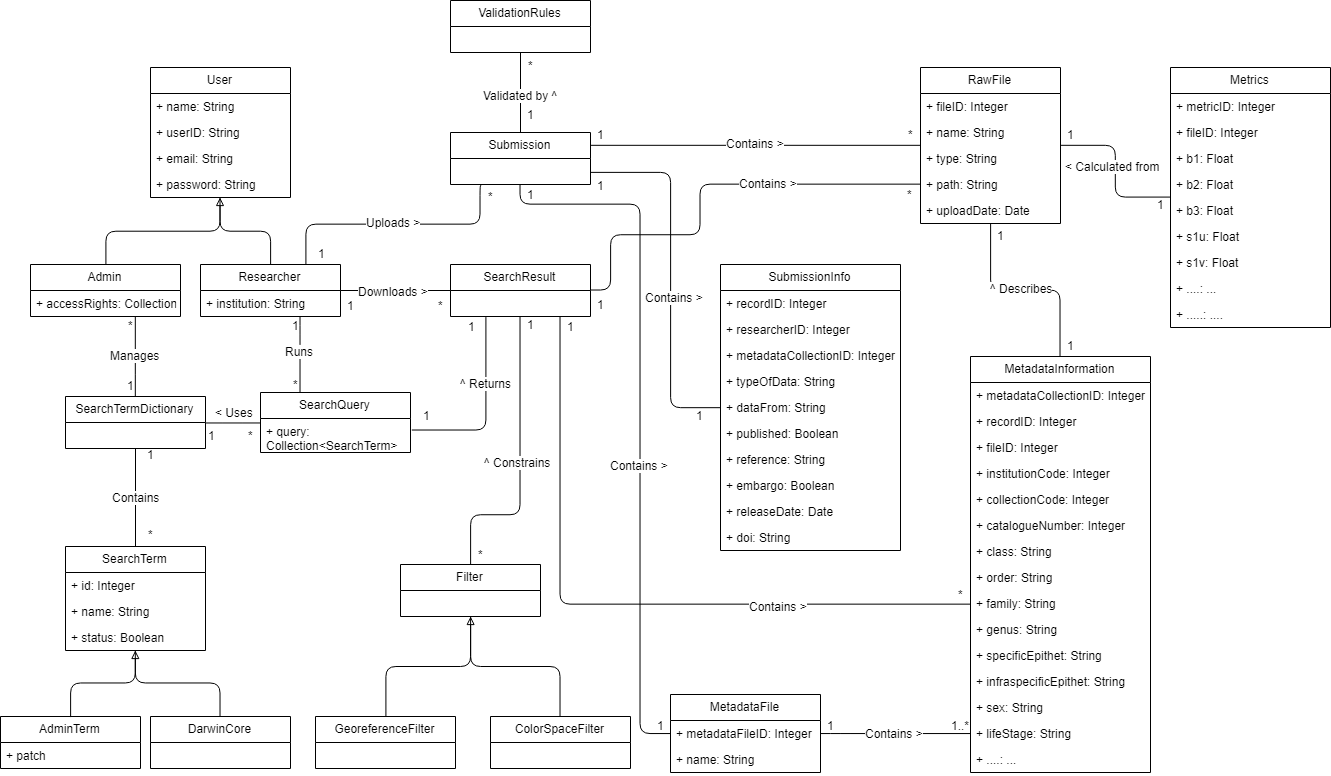 ValidationRules
*
Validated by ^
1
Submission
User
+ name: String
+ userID: String
+ email: String
+ password: String
RawFile
+ fileID: Integer
+ name: String
+ type: String
+ path: String
+ uploadDate: Date
Metrics
+ metricID: Integer
+ fileID: Integer
+ b1: Float
+ b2: Float
+ b3: Float
+ s1u: Float
+ s1v: Float
+ ....: ...
+ .....: ....
1
Contains >
*
1
< Calculated from
1
Contains >
*
1
1
*
Uploads >
1
Admin
+ accessRights: Collection
Researcher
+ institution: String
1
Downloads >
*
SearchResult
1
SubmissionInfo
+ recordID: Integer
+ researcherID: Integer
+ metadataCollectionID: Integer
+ typeOfData: String
+ dataFrom: String
+ published: Boolean
+ reference: String
+ embargo: Boolean
+ releaseDate: Date
+ doi: String
Contains >
1
1
^ Describes
1
*
Manages
1
1
Runs
*
1
1
1
^ Returns
1
SearchTermDictionary
< Uses
1
*
SearchQuery
+ query:
Collection<SearchTerm>
MetadataInformation
+ metadataCollectionID: Integer
+ recordID: Integer
+ fileID: Integer
+ institutionCode: Integer
+ collectionCode: Integer
+ catalogueNumber: Integer
+ class: String
+ order: String
+ family: String
+ genus: String
+ specificEpithet: String
+ infraspecificEpithet: String
+ sex: String
+ lifeStage: String
+ ....: ...
1
Contains
*
^ Constrains
*
Contains >
Contains >
*
SearchTerm
+ id: Integer
+ name: String
+ status: Boolean
Filter
AdminTerm
+ patch
DarwinCore
GeoreferenceFilter
ColorSpaceFilter
1
MetadataFile
+ metadataFileID: Integer
+ name: String
1
Contains >
1..*